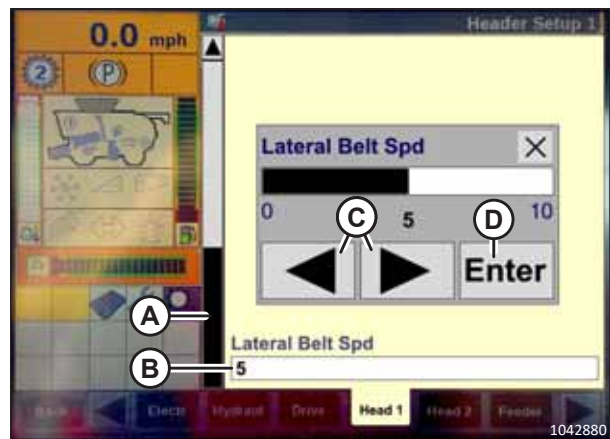 0.0 mph
Header Setup 1
2
(P)
Lateral Belt Spd
0
5
10
C
D
Enter
A
Lateral Belt Spd
B
5
Back
Electr
Hydraul
Drive
Head 1
Head 2
Feeder
1042880